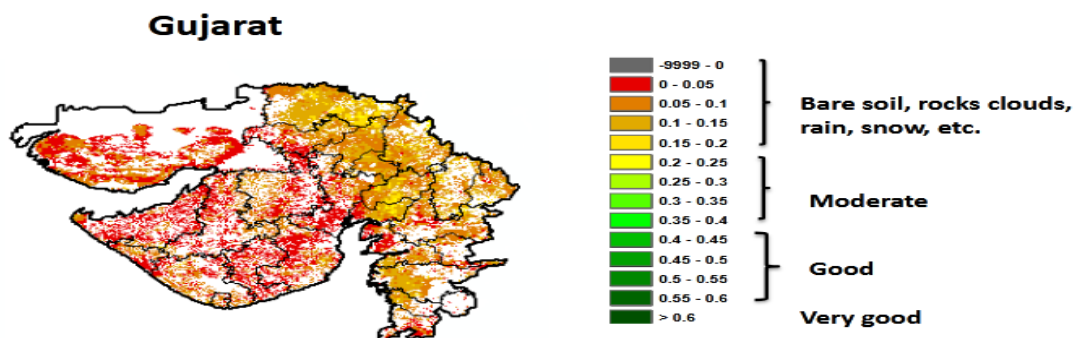 Gujarat
-9999 - 0
0 - 0.05
0.05 - 0.1
0.1 - 0.15
0.15 - 0.2
0.2 - 0.25
0.25 - 0.3
0.3 - 0.35
0.35 - 0.4
0.4 - 0.45
0.45 - 0.5
0.5 - 0.55
0.55 - 0.6
> 0.6
Bare soil, rocks clouds,
rain, snow, etc.
Moderate
Good
Very good